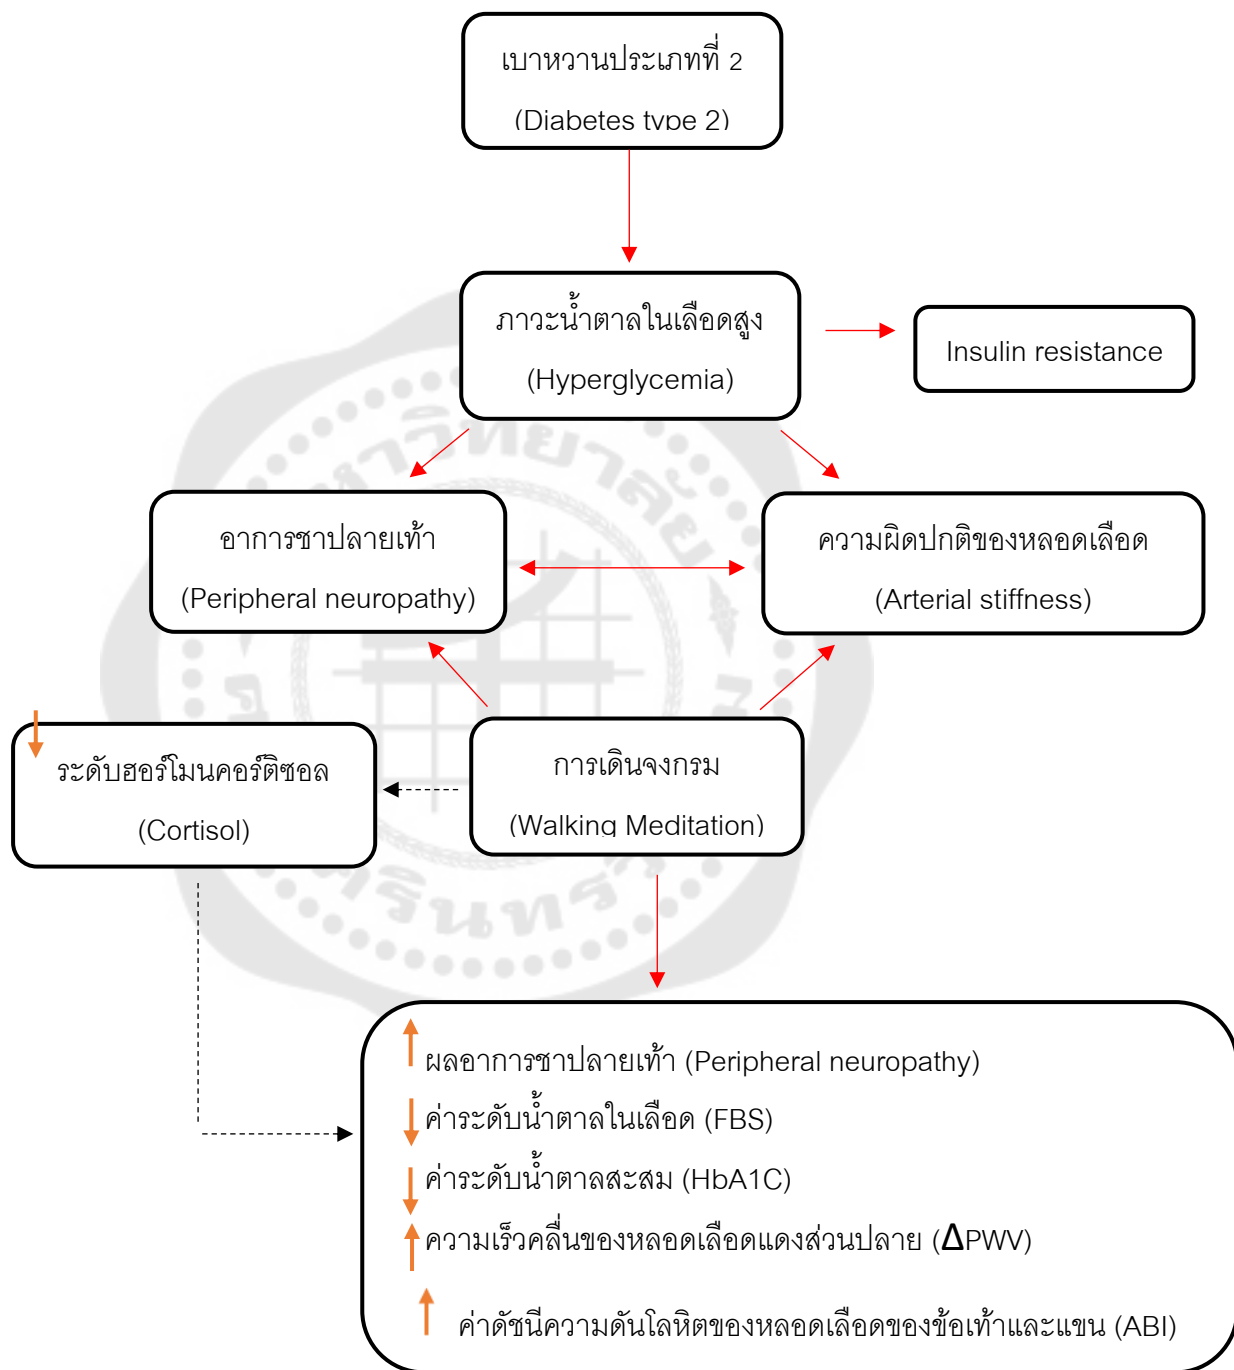 เบาหวานประเภทที่ 2
(Diabetes type 2)
ภาวะน้ำตาลในเลือดสูง
(Hyperglycemia)
Insulin resistance
อาการชาปลายเท้า
(Peripheral neuropathy)
ความผิดปกติของหลอดเลือด
(Arterial stiffness)
ระดับฮอร์โมนคอร์ติซอล
(Cortisol)
การเดินจงกรม
(Walking Meditation)
ผลอาการชาปลายเท้า (Peripheral neuropathy)
ค่าระดับน้ำตาลในเลือด (FBS)
ค่าระดับน้ำตาลสะสม (HbA1C)
ความเร็วคลื่นของหลอดเลือดแดงส่วนปลาย (ΔPWV)
ค่าดัชนีความดันโลหิตของหลอดเลือดของข้อเท้าและแขน (ABI)